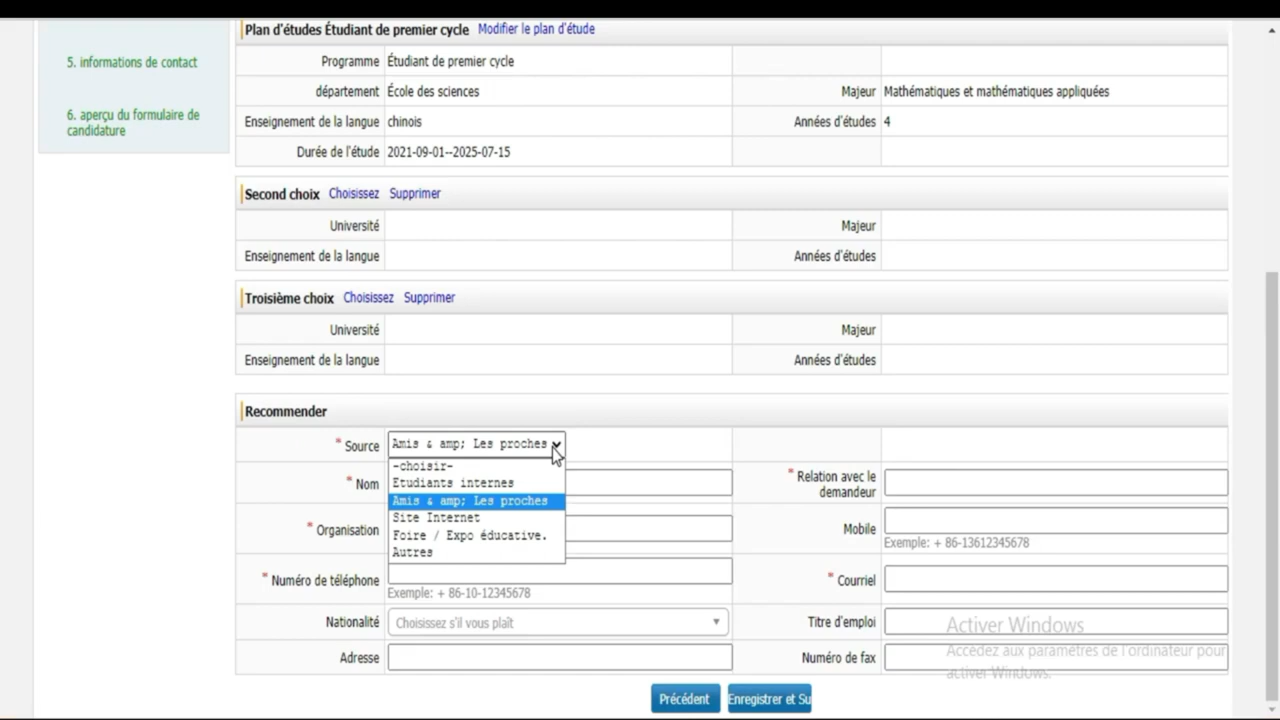 Plan d'études Étudiant de premier cycle Modifier le plan d'étude
5. informations de contact
6. aperçu du formulaire de
candidature
Programme Étudiant de premier cycle
département École des sciences Majeur Mathématiques et mathématiques appliquées
Enseignement de la langue chinois Années d'études 4
Durée de l'étude 2021-09-01--2025-07-15
Second choix Choisissez Supprimer
Université Majeur
Enseignement de la langue Années d'études
Troisième choix Choisissez Supprimer
Université Majeur
Enseignement de la langue Années d'études
Recommender
* Source Amis & amp; Les proches
-choisir-
Etudiants internes
Amis & amp; Les proches
Site Internet
Foire / Expo éducative.
Autres
* Nom * Relation avec le
demandeur
* Organisation Mobile
Exemple: + 86-13612345678
* Numéro de téléphone * Courriel
Exemple: + 86-10-12345678
Nationalité Choisissez s'il vous plaît Titre d'emploi
Adresse Numéro de fax
Activer Windows
Accédez aux paramètres de l'ordinateur pour
activer Windows.
Précédent Enregistrer et Su